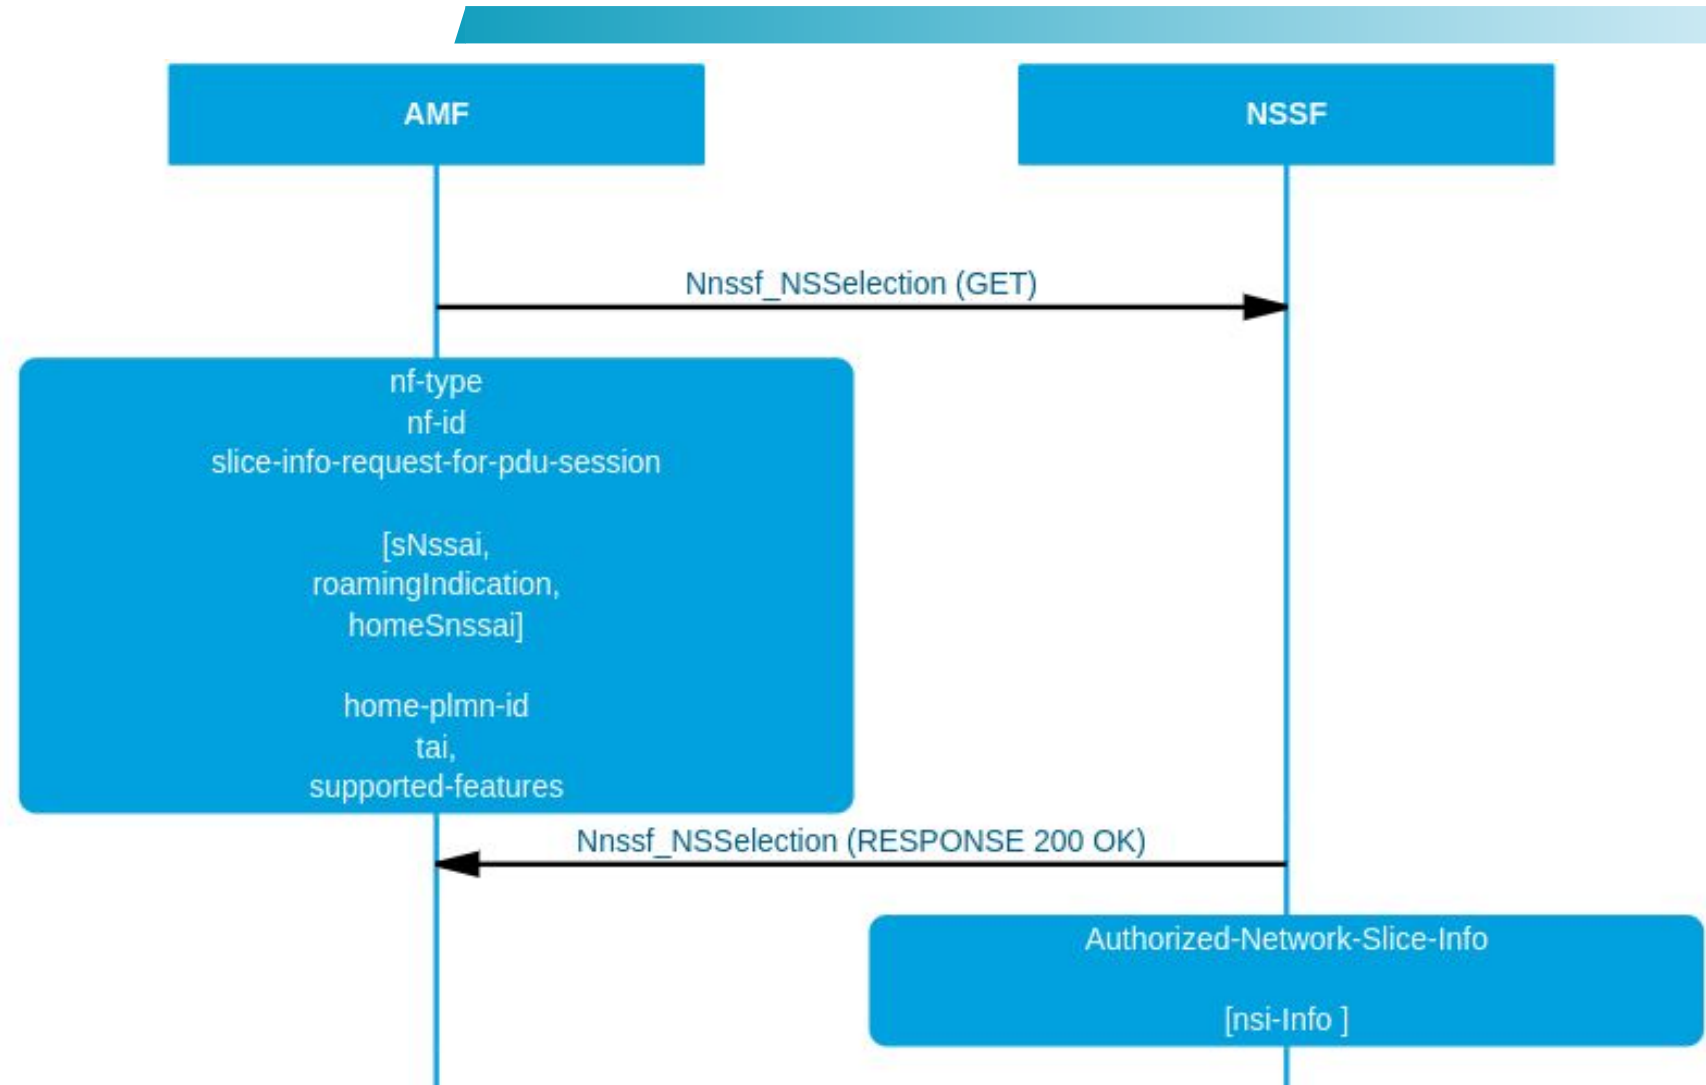 AMF
NSSF
Nnssf_NSSelection (GET)
nf-type
nf-id
slice-info-request-for-pdu-session
[sNssai,
roamingIndication,
homeSnssai]
home-plmn-id
tai,
supported-features
Nnssf_NSSelection (RESPONSE 200 OK)
Authorized-Network-Slice-Info
[nsi-Info ]